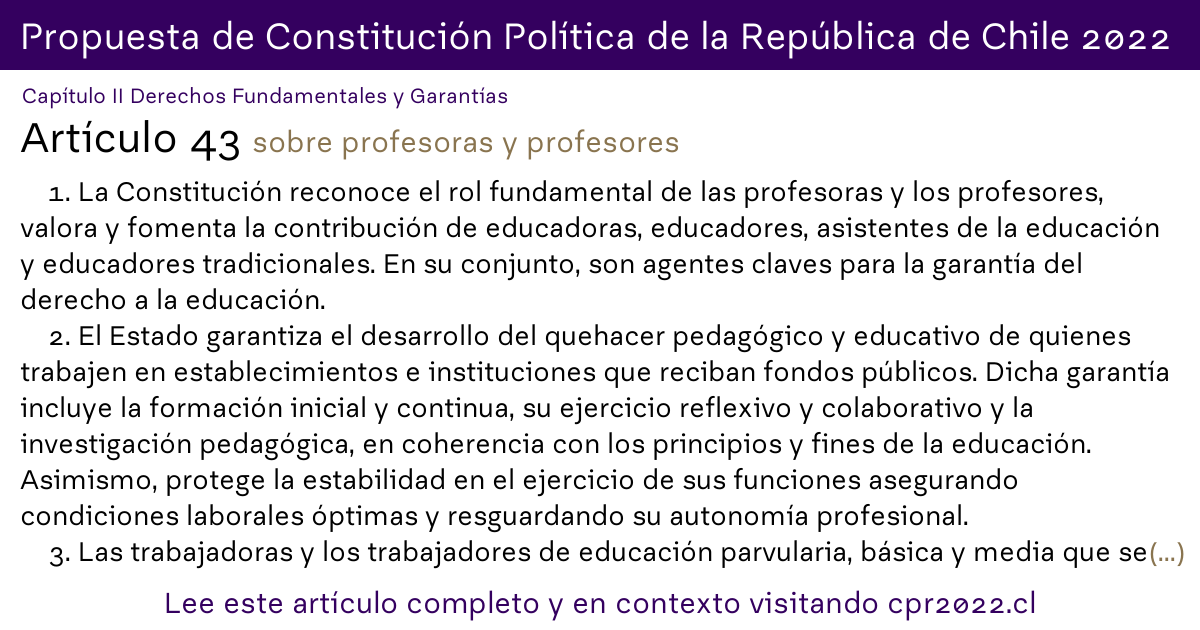 Propuesta de Constitución Política de la República de Chile 2022
Capítulo II Derechos Fundamentales y Garantías
Artículo 43 sobre profesoras y profesores
1. La Constitución reconoce el rol fundamental de las profesoras y los profesores,
valora y fomenta la contribución de educadoras, educadores, asistentes de la educación
y educadores tradicionales. En su conjunto, son agentes claves para la garantía del
derecho a la educación.
2. El Estado garantiza el desarrollo del quehacer pedagógico y educativo de quienes
trabajen en establecimientos e instituciones que reciban fondos públicos. Dicha garantía
incluye la formación inicial y continua, su ejercicio reflexivo y colaborativo y la
investigación pedagógica, en coherencia con los principios y fines de la educación.
Asimismo, protege la estabilidad en el ejercicio de sus funciones asegurando
condiciones laborales óptimas y resguardando su autonomía profesional.
3. Las trabajadoras y los trabajadores de educación parvularia, básica y media que se(...)
Lee este artículo completo y en contexto visitando cpr2022.cl